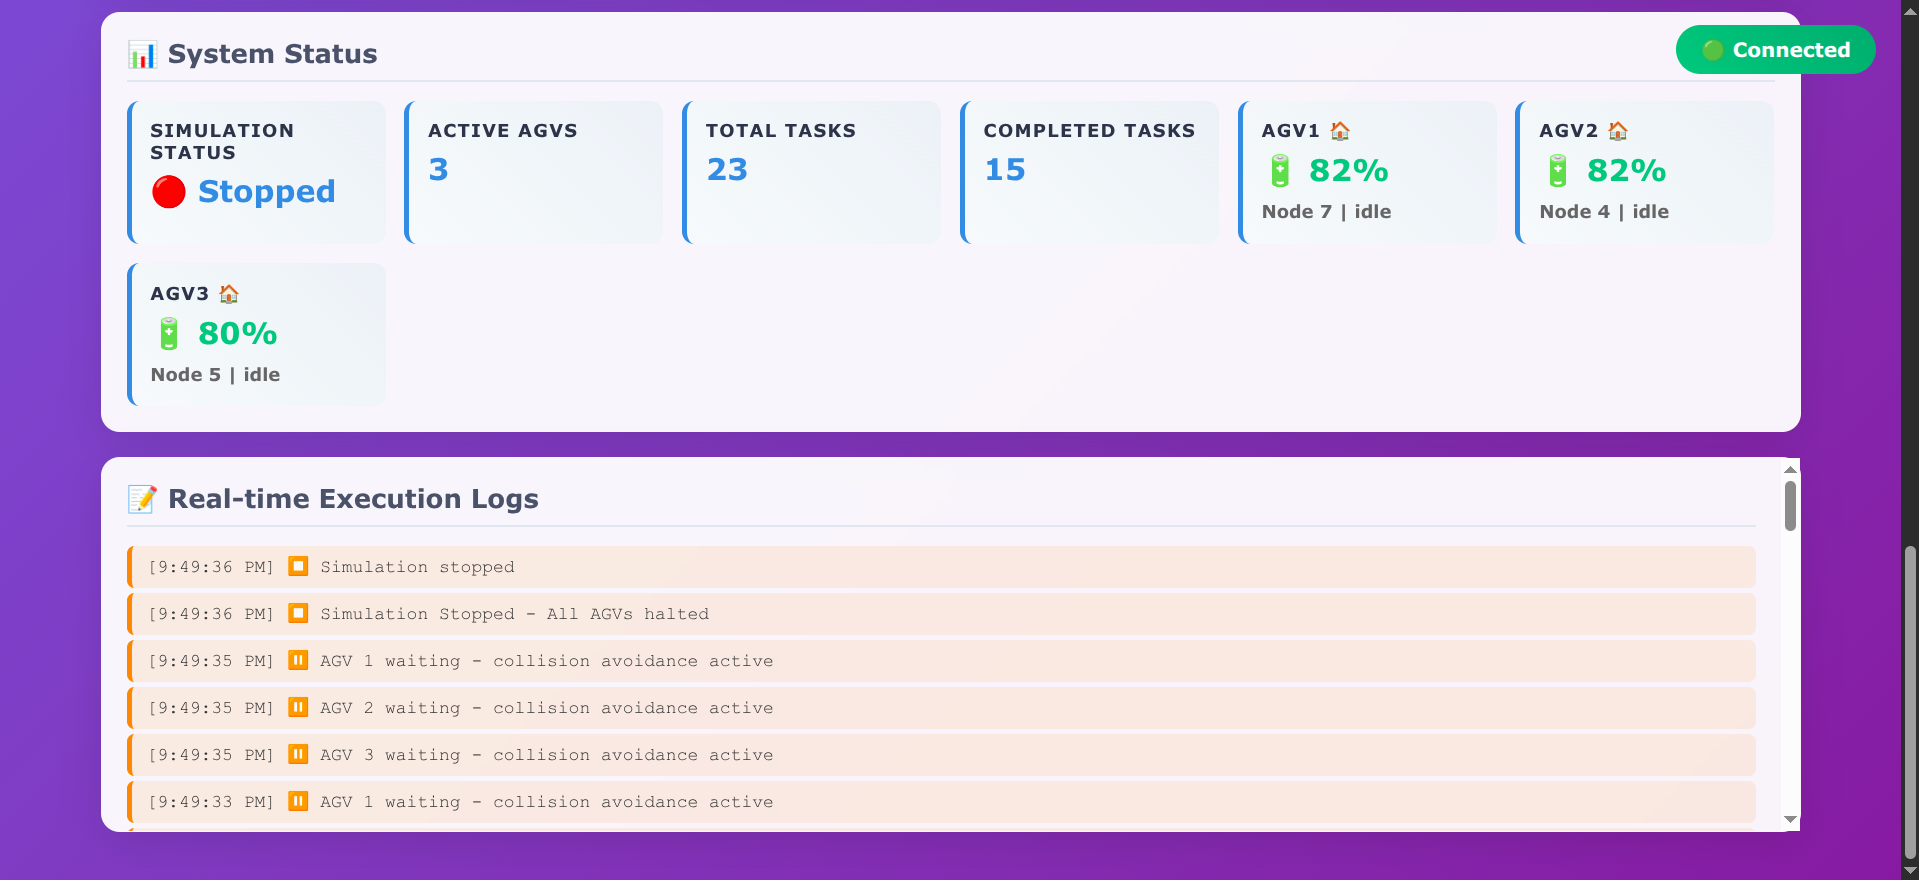 📊 System Status
🟢 Connected
SIMULATION
STATUS
🔴 Stopped
ACTIVE AGVS
3
TOTAL TASKS
23
COMPLETED TASKS
15
AGV1 🏠
🔋 82%
Node 7 | idle
AGV2 🏠
🔋 82%
Node 4 | idle
AGV3 🏠
🔋 80%
Node 5 | idle
📝 Real-time Execution Logs
[9:49:36 PM] ⏹️ Simulation stopped
[9:49:36 PM] ⏹️ Simulation Stopped - All AGVs halted
[9:49:35 PM] ⏸️ AGV 1 waiting - collision avoidance active
[9:49:35 PM] ⏸️ AGV 2 waiting - collision avoidance active
[9:49:35 PM] ⏸️ AGV 3 waiting - collision avoidance active
[9:49:33 PM] ⏸️ AGV 1 waiting - collision avoidance active